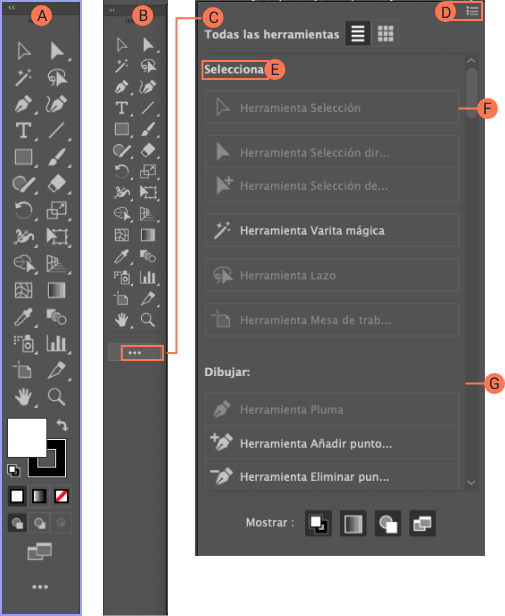 A
B
C
D
Todas las herramientas
Selecciona
E
Herramienta Selección
F
Herramienta Selección dir...
Herramienta Selección de...
Herramienta Varita mágica
Herramienta Lazo
Herramienta Mesa de trab...
Dibujar:
G
Herramienta Pluma
Herramienta Añadir punto...
Herramienta Eliminar pun...
Mostrar :